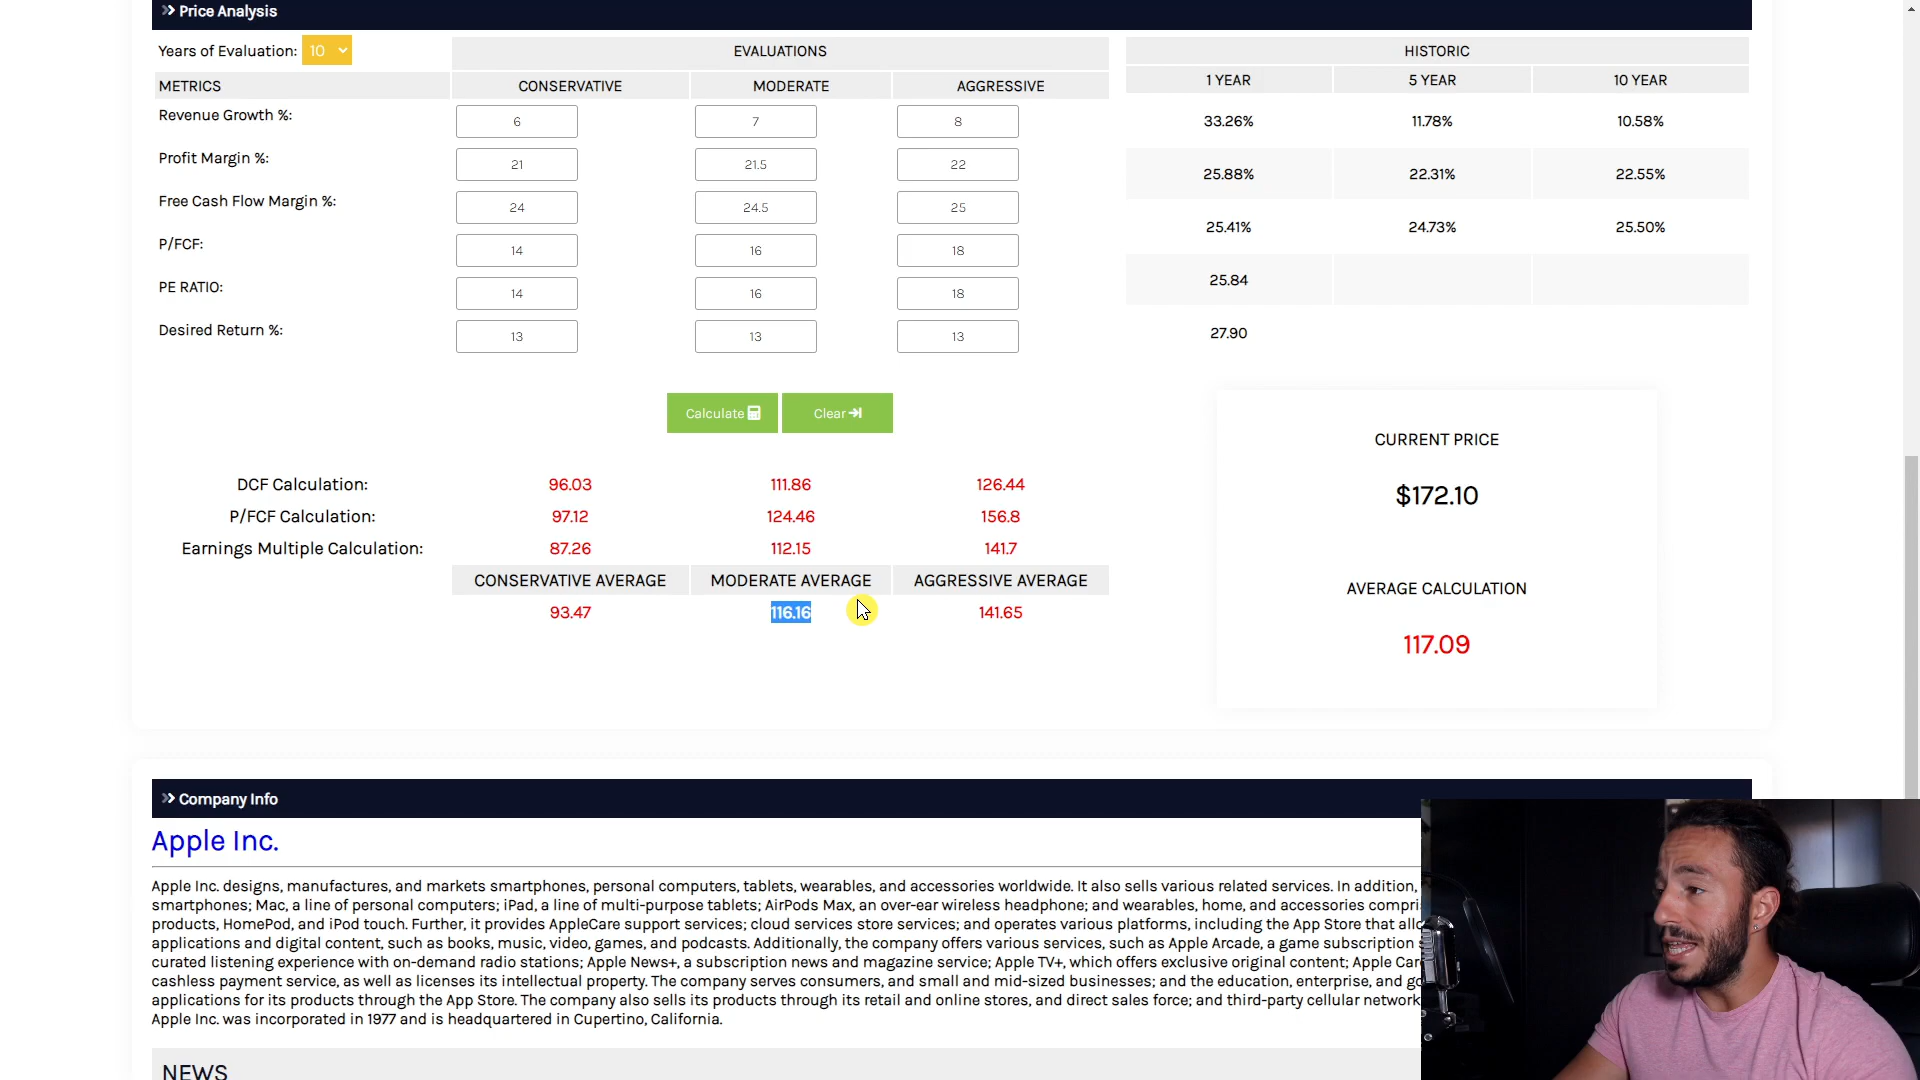 Price Analysis
Years of Evaluation: 10
EVALUATIONS
HISTORIC
METRICS CONSERVATIVE MODERATE AGGRESSIVE
1 YEAR 5 YEAR 10 YEAR
Revenue Growth %: 6 7 8 33.26% 11.78% 10.58%
Profit Margin %: 21 21.5 22 25.88% 22.31% 22.55%
Free Cash Flow Margin %: 24 24.5 25 25.41% 24.73% 25.50%
P/FCF: 14 16 18 25.84
PE RATIO: 14 16 18 27.90
Desired Return %: 13 13 13
Calculate Clear
CURRENT PRICE
$172.10
DCF Calculation: 96.03 111.86 126.44
P/FCF Calculation: 97.12 124.46 156.8
Earnings Multiple Calculation: 87.26 112.15 141.7
CONSERVATIVE AVERAGE MODERATE AVERAGE AGGRESSIVE AVERAGE
93.47 116.16 141.65
AVERAGE CALCULATION
117.09
Company Info
Apple Inc.
Apple Inc. designs, manufactures, and markets smartphones, personal computers, tablets, wearables, and accessories worldwide. It also sells various related services. In addition,
smartphones; Mac, a line of personal computers; iPad, a line of multi-purpose tablets; AirPods Max, an over-ear wireless headphone; and wearables, home, and accessories compri
products, HomePod, and iPod touch. Further, it provides AppleCare support services; cloud services store services; and operates various platforms, including the App Store that allo
applications and digital content, such as books, music, video, games, and podcasts. Additionally, the company offers various services, such as Apple Arcade, a game subscription
curated listening experience with on-demand radio stations; Apple News+, a subscription news and magazine service; Apple TV+, which offers exclusive original content; Apple Car
cashless payment service, as well as licenses its intellectual property. The company serves consumers, and small and mid-sized businesses; and the education, enterprise, and go
applications for its products through the App Store. The company also sells its products through its retail and online stores, and direct sales force; and third-party cellular network
Apple Inc. was incorporated in 1977 and is headquartered in Cupertino, California.
NEWS